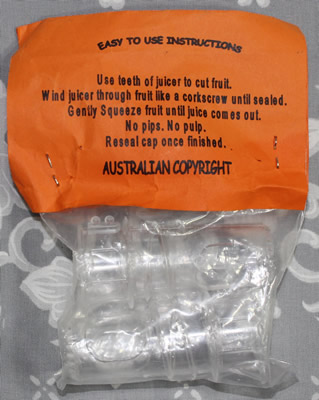 EASY TO USE INSTRUCTIONS
Use teeth of juicer to cut fruit.
Wind juicer through fruit like a corkscrew until sealed.
Gently Squeeze fruit until juice comes out.
No pips. No pulp.
Reseal cap once finished.
AUSTRALIAN COPYRIGHT